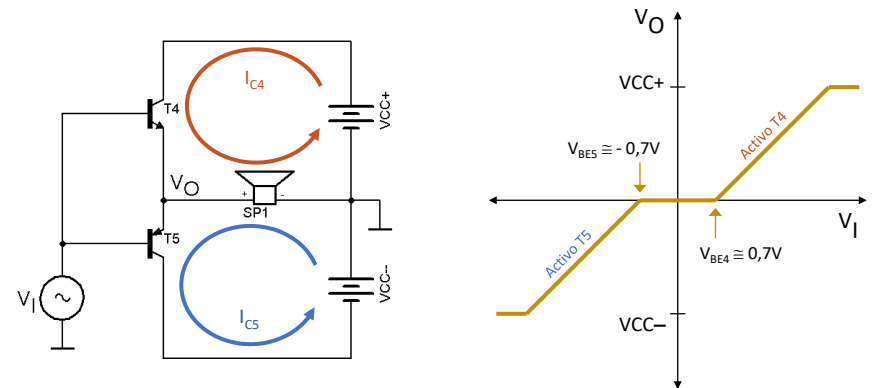 I_C4
T4
VCC+
V_O
+ -
SP1
T5
VCC-
V_I
I_C5
V_O
VCC+
Activo T4
V_BE5 ≅ - 0,7V
V_I
V_BE4 ≅ 0,7V
Activo T5
VCC–